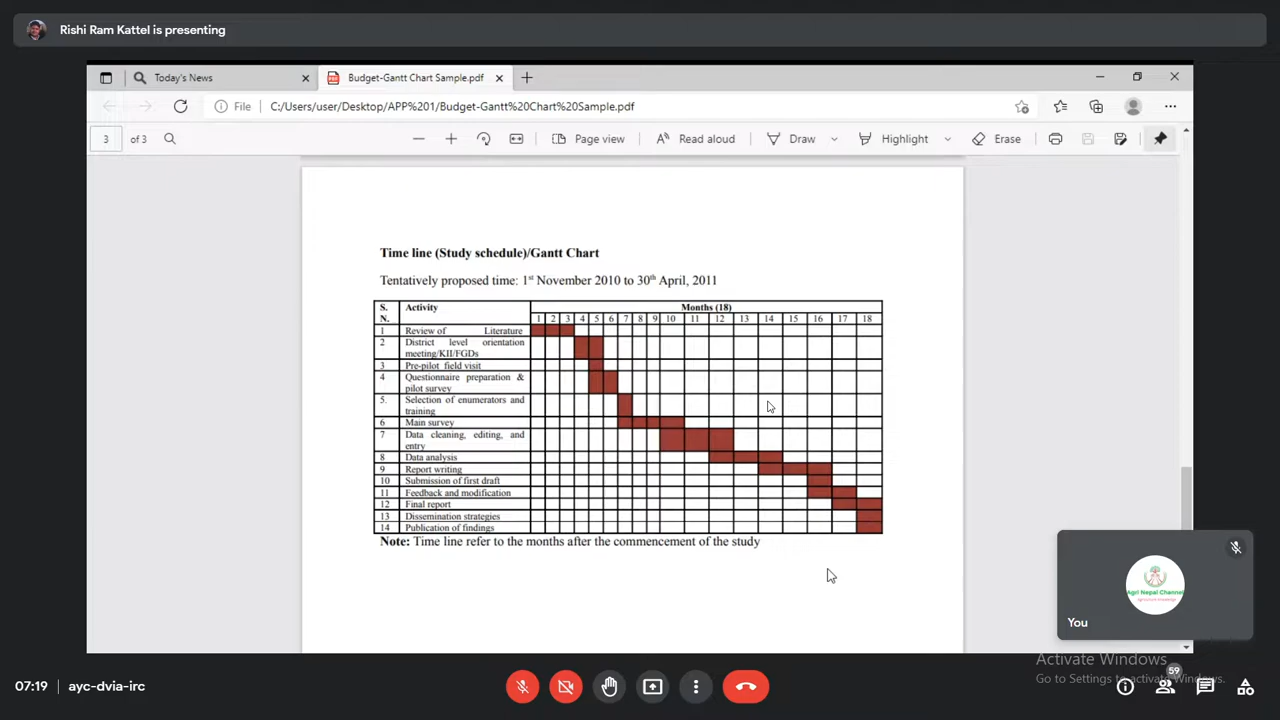 Rishi Ram Kattel is presenting
Today's News
Budget-Gantt Chart Sample.pdf
File C:/Users/user/Desktop/APP%201/Budget-Gantt%20Chart%20Sample.pdf
3 of 3
Page view
Read aloud
Draw
Highlight
Erase
Time line (Study schedule)/Gantt Chart
Tentatively proposed time: 1st November 2010 to 30th April, 2011
S. N. Activity Months (18)
1 2 3 4 5 6 7 8 9 10 11 12 13 14 15 16 17 18
1 Review of Literature
2 District level orientation
meeting/KII/FGDs
3 Pre-pilot field visit
4 Questionnaire preparation &
pilot survey
5. Selection of enumerators and
training
6 Main survey
7 Data cleaning, editing, and
entry
8 Data analysis
9 Report writing
10 Submission of first draft
11 Feedback and modification
12 Final report
13 Dissemination strategies
14 Publication of findings
Note: Time line refer to the months after the commencement of the study
Agri Nepal Channel
You
Activate Windows
Go to Settings to activate Windows.
07:19 ayc-dvia-irc
59